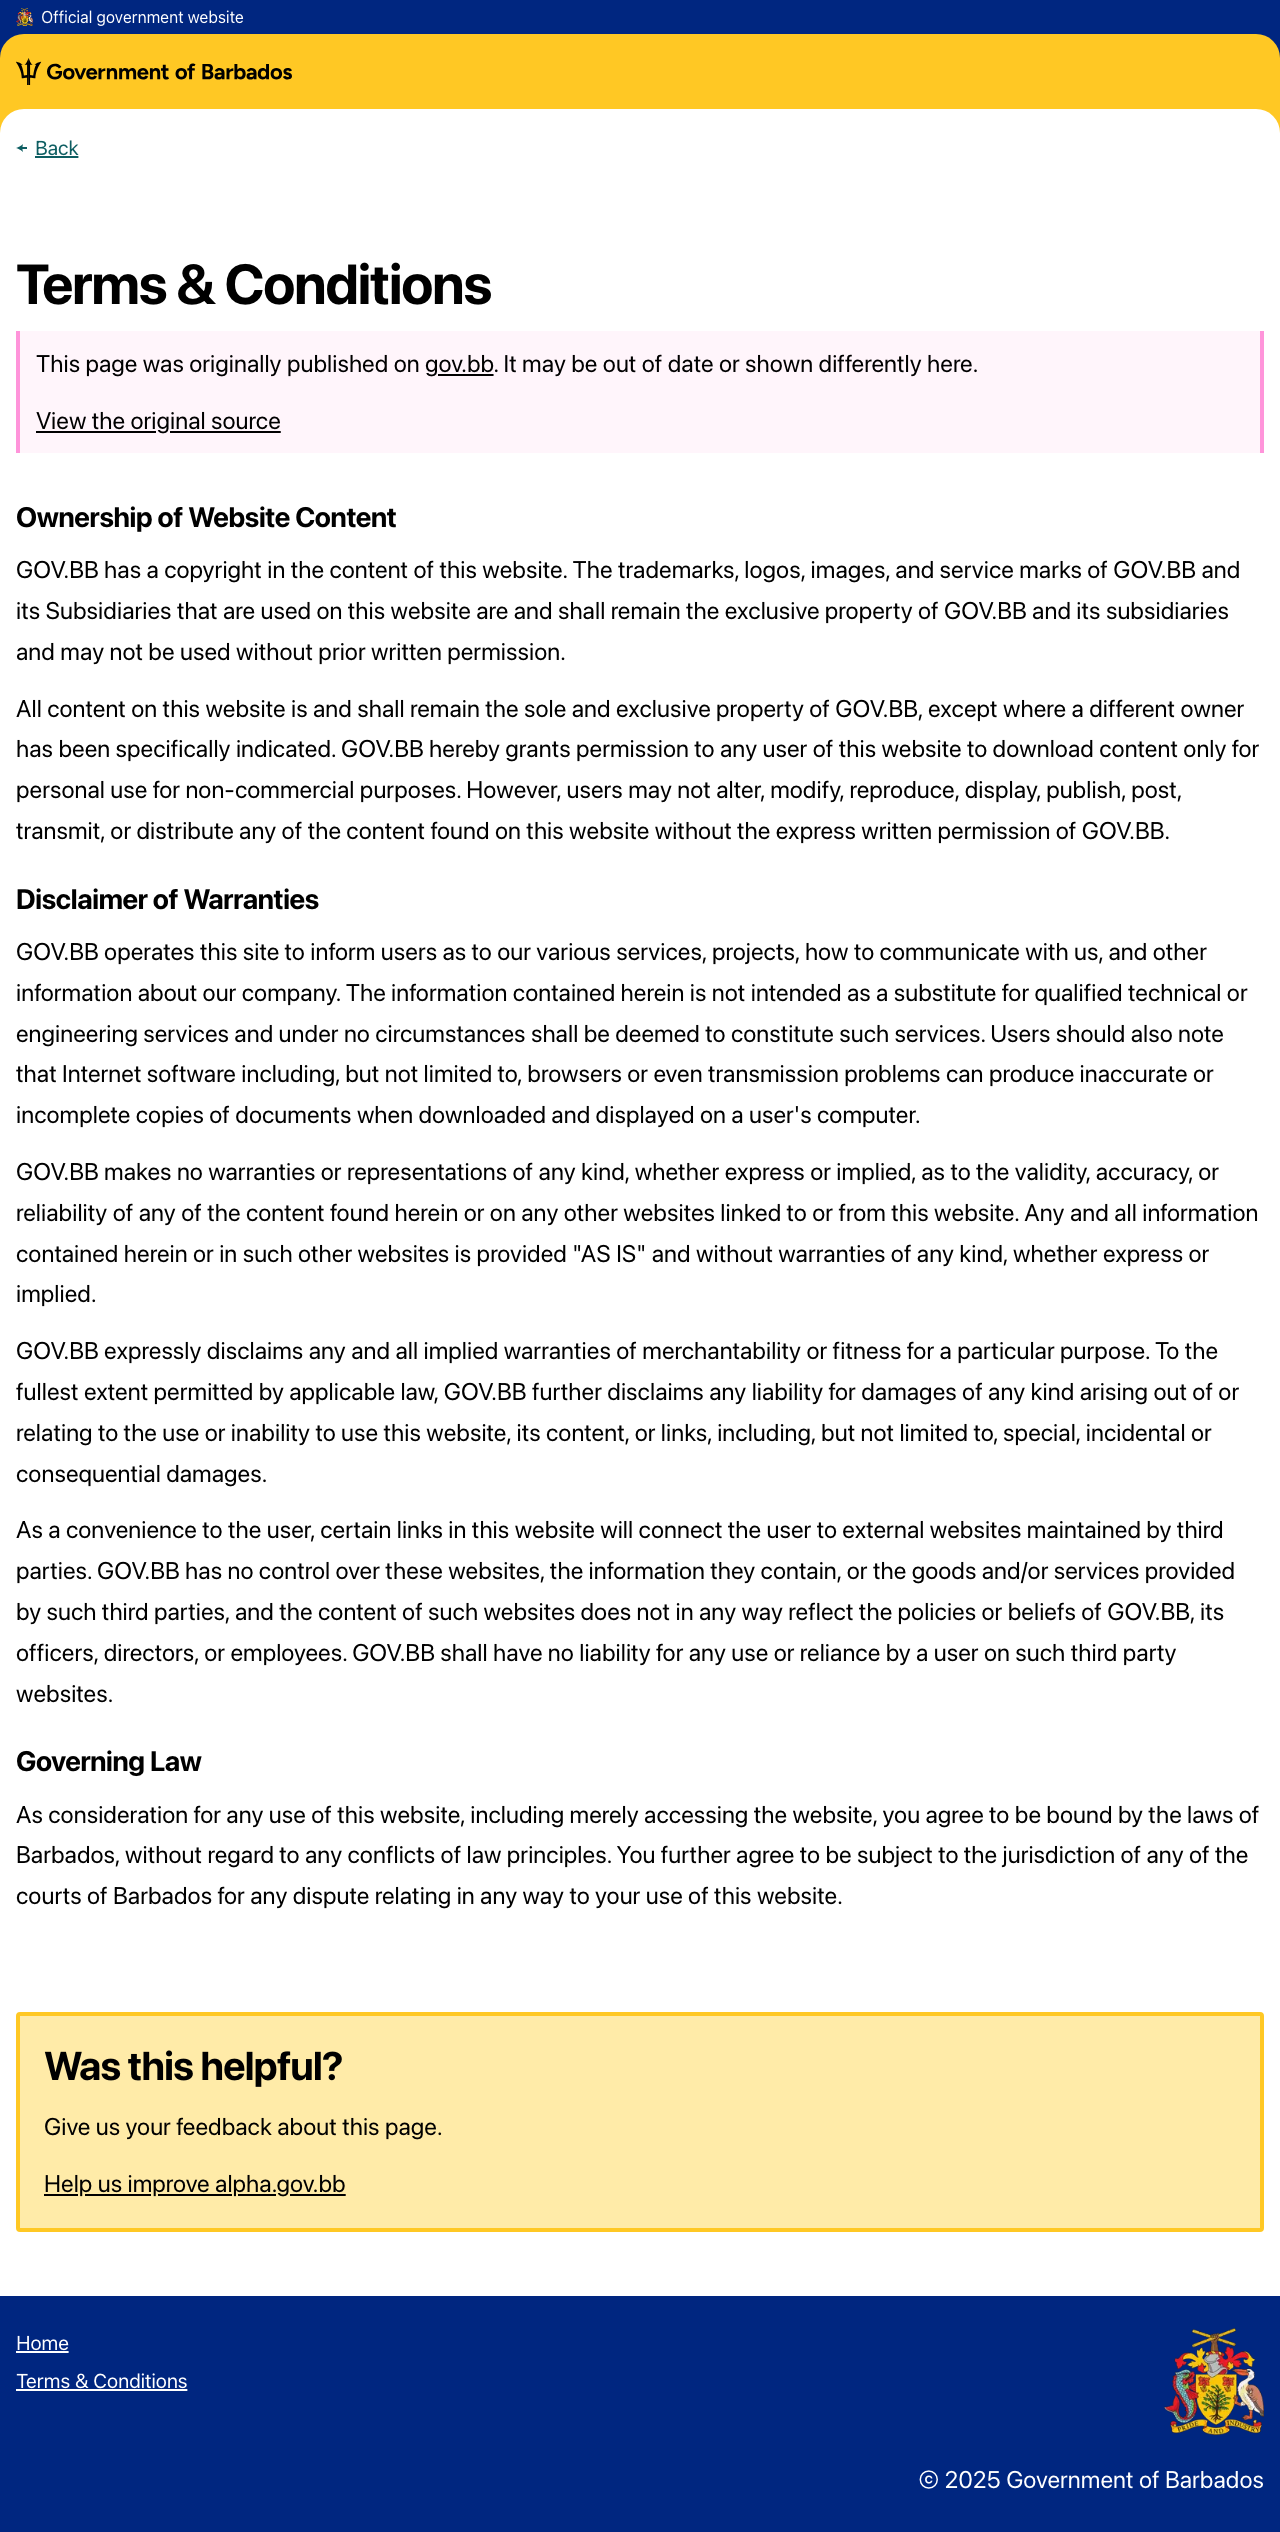 Official government website
Government of Barbados
Back
Terms & Conditions
This page was originally published on gov.bb. It may be out of date or shown differently here.
View the original source
Ownership of Website Content
GOV.BB has a copyright in the content of this website. The trademarks, logos, images, and service marks of GOV.BB and
its Subsidiaries that are used on this website are and shall remain the exclusive property of GOV.BB and its subsidiaries
and may not be used without prior written permission.
All content on this website is and shall remain the sole and exclusive property of GOV.BB, except where a different owner
has been specifically indicated. GOV.BB hereby grants permission to any user of this website to download content only for
personal use for non-commercial purposes. However, users may not alter, modify, reproduce, display, publish, post,
transmit, or distribute any of the content found on this website without the express written permission of GOV.BB.
Disclaimer of Warranties
GOV.BB operates this site to inform users as to our various services, projects, how to communicate with us, and other
information about our company. The information contained herein is not intended as a substitute for qualified technical or
engineering services and under no circumstances shall be deemed to constitute such services. Users should also note
that Internet software including, but not limited to, browsers or even transmission problems can produce inaccurate or
incomplete copies of documents when downloaded and displayed on a user's computer.
GOV.BB makes no warranties or representations of any kind, whether express or implied, as to the validity, accuracy, or
reliability of any of the content found herein or on any other websites linked to or from this website. Any and all information
contained herein or in such other websites is provided "AS IS" and without warranties of any kind, whether express or
implied.
GOV.BB expressly disclaims any and all implied warranties of merchantability or fitness for a particular purpose. To the
fullest extent permitted by applicable law, GOV.BB further disclaims any liability for damages of any kind arising out of or
relating to the use or inability to use this website, its content, or links, including, but not limited to, special, incidental or
consequential damages.
As a convenience to the user, certain links in this website will connect the user to external websites maintained by third
parties. GOV.BB has no control over these websites, the information they contain, or the goods and/or services provided
by such third parties, and the content of such websites does not in any way reflect the policies or beliefs of GOV.BB, its
officers, directors, or employees. GOV.BB shall have no liability for any use or reliance by a user on such third party
websites.
Governing Law
As consideration for any use of this website, including merely accessing the website, you agree to be bound by the laws of
Barbados, without regard to any conflicts of law principles. You further agree to be subject to the jurisdiction of any of the
courts of Barbados for any dispute relating in any way to your use of this website.
Was this helpful?
Give us your feedback about this page.
Help us improve alpha.gov.bb
Home
Terms & Conditions
PRIDE AND INDUSTRY
© 2025 Government of Barbados